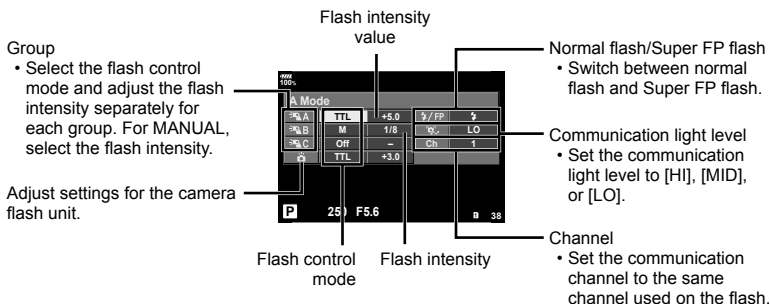 Flash intensity
value
Group
• Select the flash control
mode and adjust the flash
intensity separately for
each group. For MANUAL,
select the flash intensity.
Adjust settings for the camera
flash unit.
100%
A Mode
A TTL +5.0
B M 1/8
C Off –
TTL +3.0
/ FP
LO
Ch 1
P 250 F5.6 38
Flash control
mode
Flash intensity
Normal flash/Super FP flash
• Switch between normal
flash and Super FP flash.
Communication light level
• Set the communication
light level to [HI], [MID],
or [LO].
Channel
• Set the communication
channel to the same
channel used on the flash.